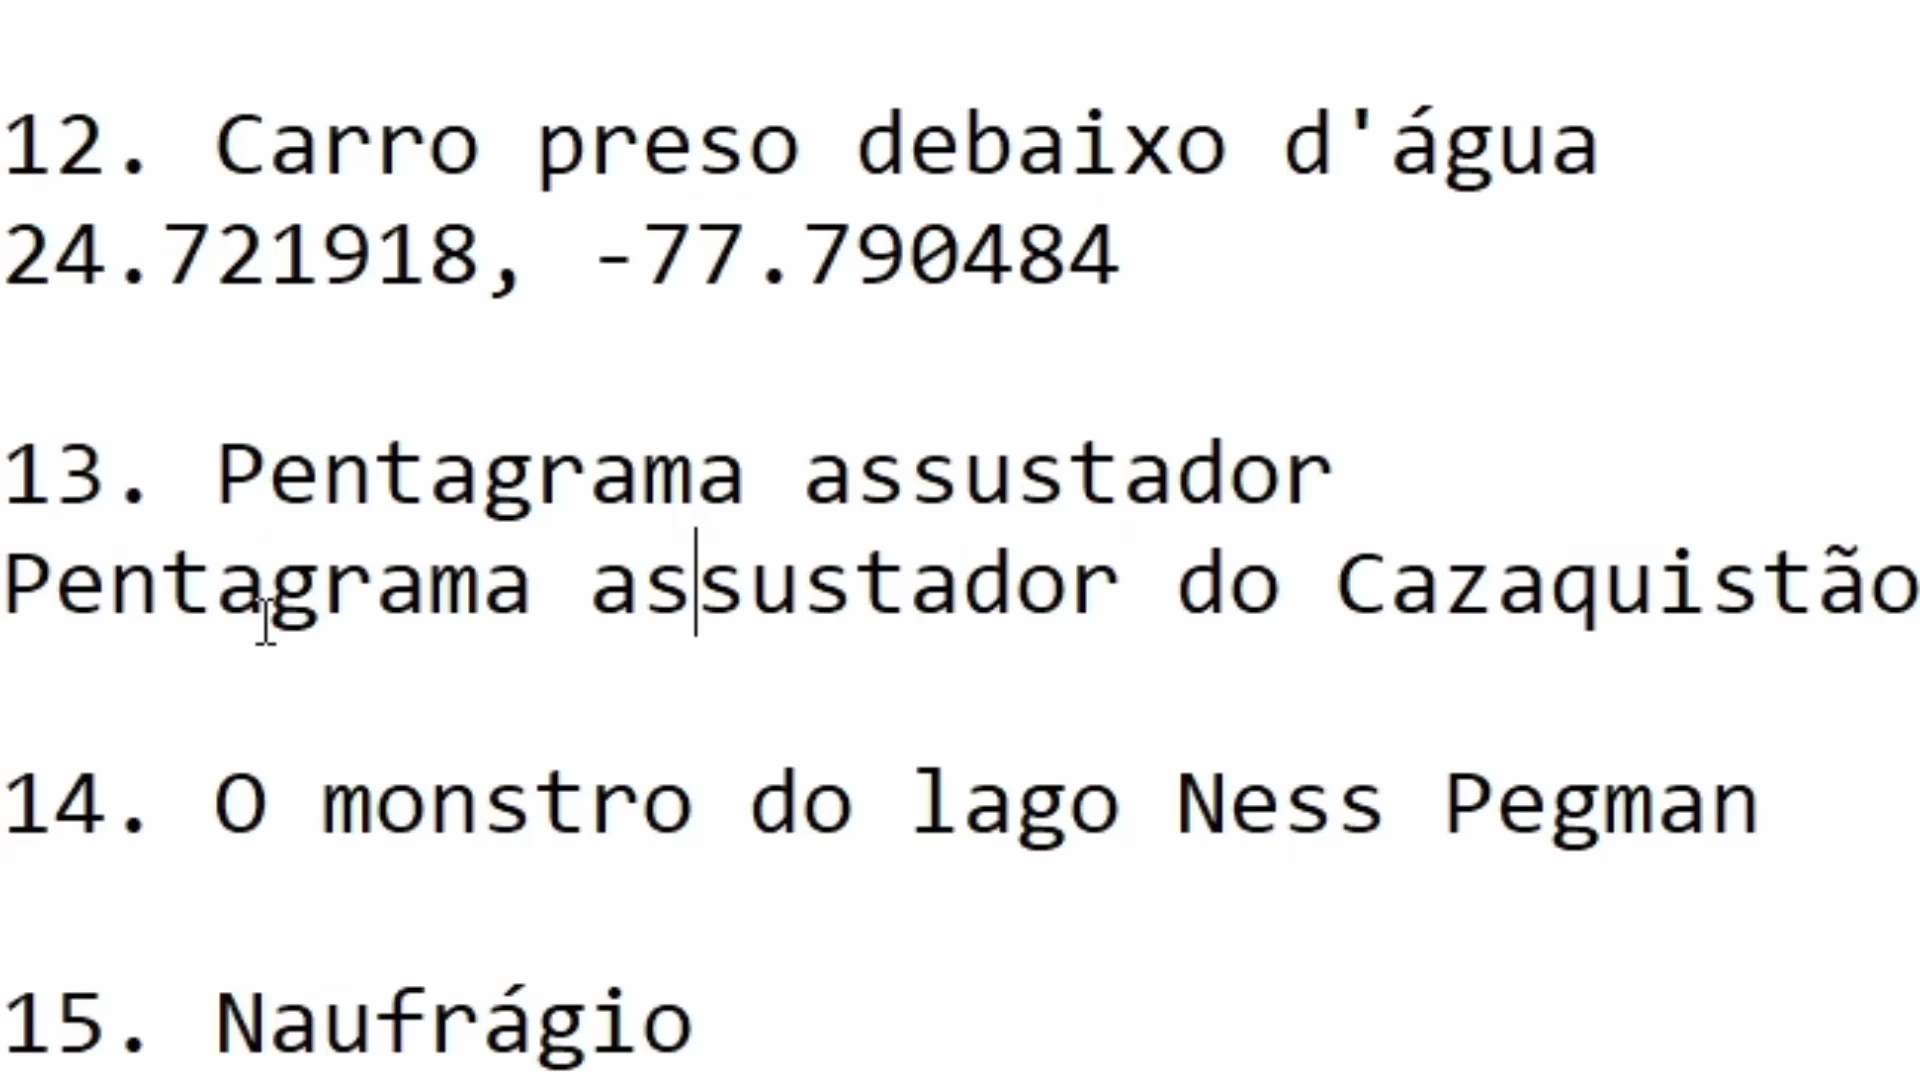 12. Carro preso debaixo d'água
24.721918, -77.790484
13. Pentagrama assustador
Pentagrama assustador do Cazaquistão
14. O monstro do lago Ness Pegman
15. Naufrágio